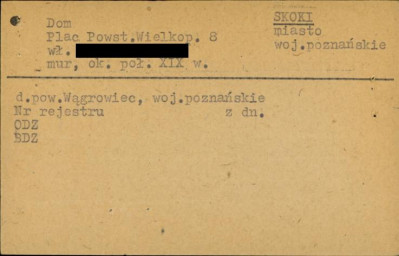 Dom
Plac Powst.Wielkop. 8
wł.
mur, ok. poł. XIX w.
SKOKI
miasto
woj.poznańskie
d.pow.Wągrowiec, woj.poznańskie
Nr rejestru z dn.
ODZ
BDZ